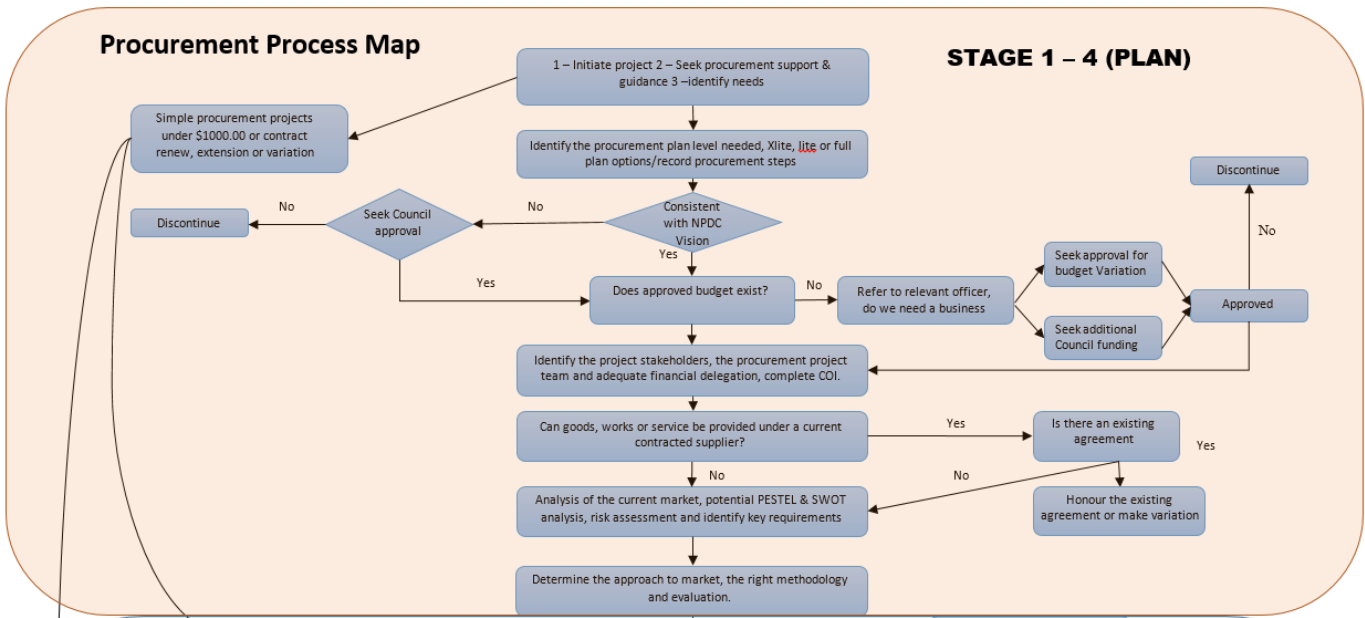 Procurement Process Map
STAGE 1 – 4 (PLAN)
1 – Initiate project 2 – Seek procurement support &
guidance 3 –identify needs
Simple procurement projects
under $1000.00 or contract
renew, extension or variation
Identify the procurement plan level needed, Xlite, lite or full
plan options/record procurement steps
Discontinue
No
Consistent
with NPDC
Vision
No
Seek Council
approval
No
Discontinue
Yes
Yes
Does approved budget exist?
No
Refer to relevant officer,
do we need a business
Seek approval for
budget Variation
Seek additional
Council funding
Approved
Identify the project stakeholders, the procurement project
team and adequate financial delegation, complete COI.
Can goods, works or service be provided under a current
contracted supplier?
Yes
Is there an existing
agreement
Yes
No
No
Honour the existing
agreement or make variation
Analysis of the current market, potential PESTEL & SWOT
analysis, risk assessment and identify key requirements
Determine the approach to market, the right methodology
and evaluation.